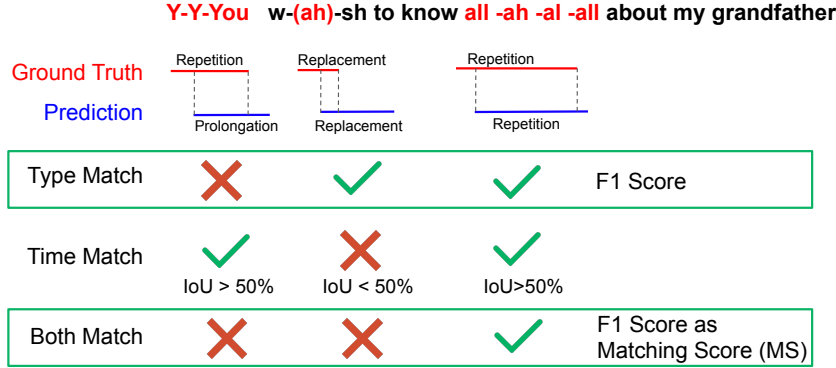 Y-Y-You w-(ah)-sh to know all -ah -al -all about my grandfather
Repetition Replacement Repetition
Ground Truth
Prediction
Prolongation Replacement Repetition
Type Match F1 Score
Time Match
IoU > 50% IoU < 50% IoU>50%
Both Match F1 Score as
Matching Score (MS)